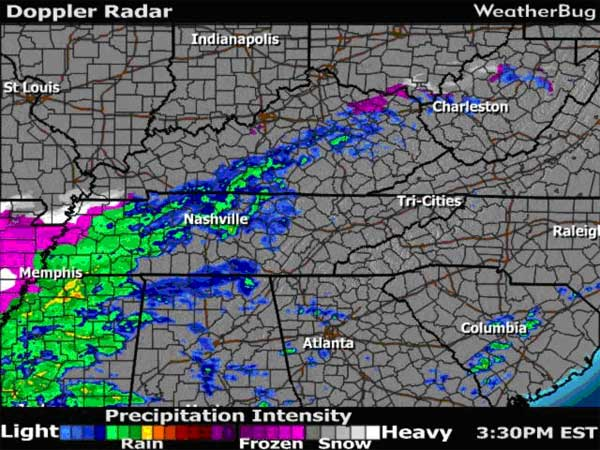 Doppler Radar
WeatherBug
Indianapolis
St Louis
Charleston
Tri-Cities
Nashville
Raleigh
Memphis
Columbia
Atlanta
Precipitation Intensity
Light
Heavy
3:30PM EST
Rain
Frozen
Snow